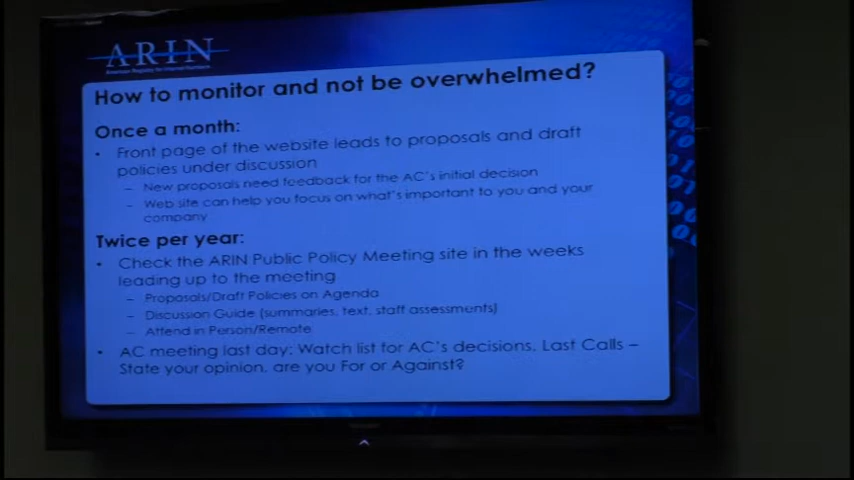 ARIN
American Registry for Internet Numbers
How to monitor and not be overwhelmed?
Once a month:
• Front page of the website leads to proposals and draft
policies under discussion
– New proposals need feedback for the AC's initial decision
– Web site can help you focus on what's important to you and your
company
Twice per year:
• Check the ARIN Public Policy Meeting site in the weeks
leading up to the meeting
– Proposals/Draft Policies on Agenda
– Discussion Guide (summaries, text, staff assessments)
– Attend in Person/Remote
• AC meeting last day: Watch list for AC's decisions, Last Calls –
State your opinion, are you For or Against?